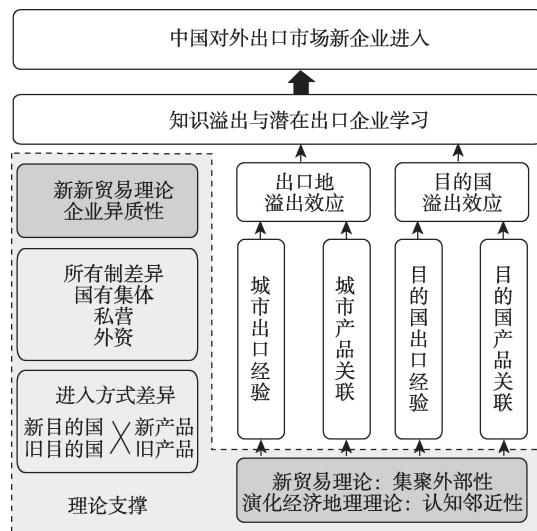 中国对外出口市场新企业进入
知识溢出与潜在出口企业学习
新新贸易理论
企业异质性
所有制差异
国有集体
私营
外资
进入方式差异
新目的国 新产品
旧目的国 旧产品
理论支撑
出口地
溢出效应
目的国
溢出效应
城市出口经验
城市产品关联
目的国出口经验
目的国产品关联
新贸易理论：集聚外部性
演化经济地理理论：认知邻近性